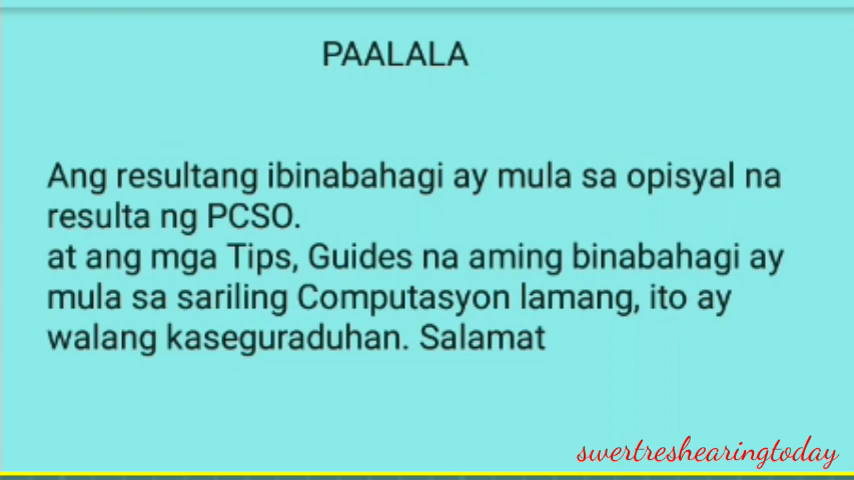 PAALALA
Ang resultang ibinabahagi ay mula sa opisyal na
resulta ng PCSO.
at ang mga Tips, Guides na aming binabahagi ay
mula sa sariling Computasyon lamang, ito ay
walang kaseguraduhan. Salamat
swertreshearingtoday